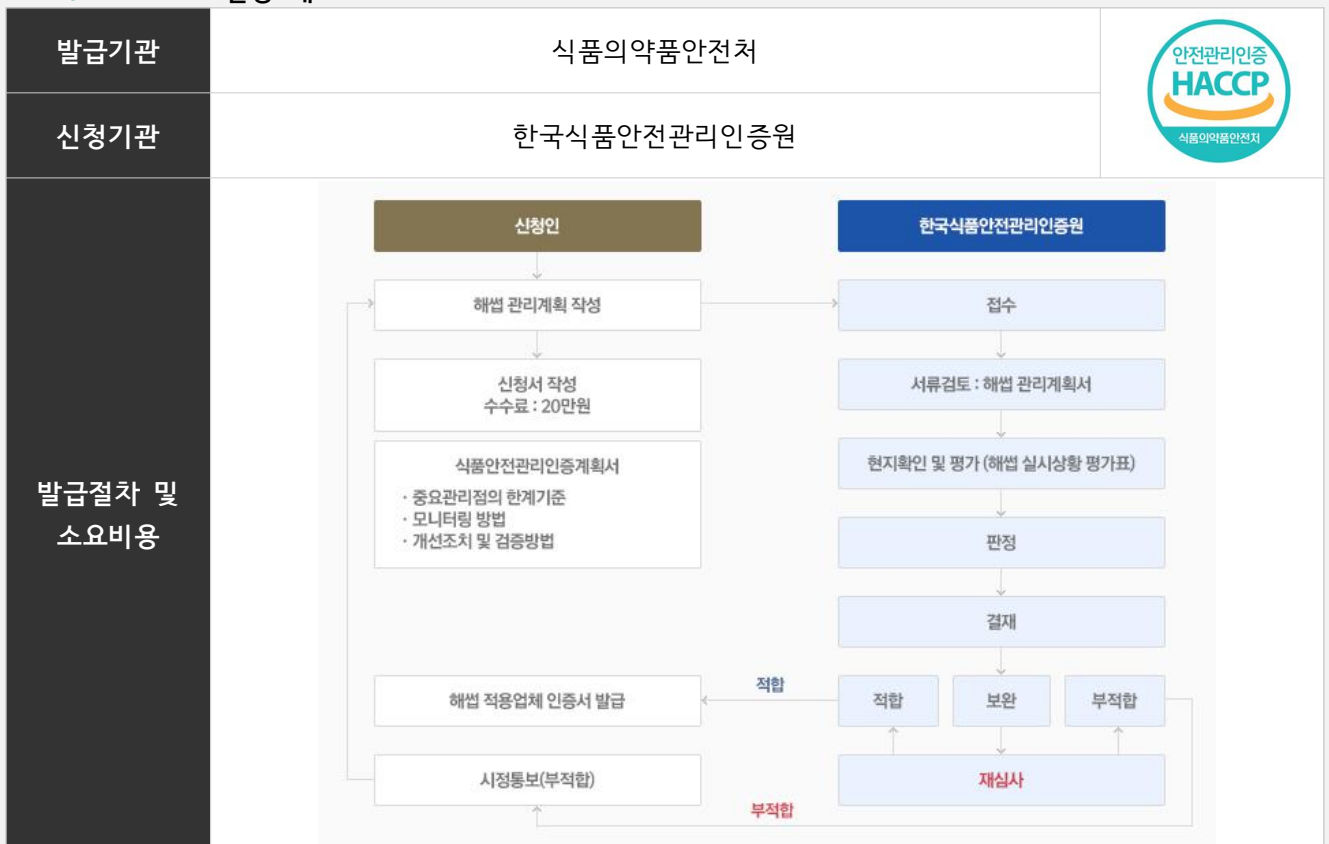 발급기관
식품의약품안전처
안전관리인증
HACCP
식품의약품안전처
신청기관
한국식품안전관리인증원
발급절차 및
소요비용
신청인
한국식품안전관리인증원
해썹 관리계획 작성
접수
신청서 작성
수수료 : 20만원
서류검토 : 해썹 관리계획서
식품안전관리인증계획서
· 중요관리점의 한계기준
· 모니터링 방법
· 개선조치 및 검증방법
현지확인 및 평가 (해썹 실시상황 평가표)
판정
결재
해썹 적용업체 인증서 발급
적합
적합
보완
부적합
시정통보(부적합)
재심사
부적합